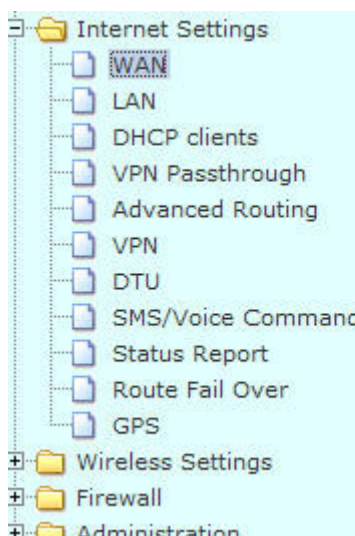 Internet Settings
WAN
LAN
DHCP clients
VPN Passthrough
Advanced Routing
VPN
DTU
SMS/Voice Command
Status Report
Route Fail Over
GPS
Wireless Settings
Firewall
Administration